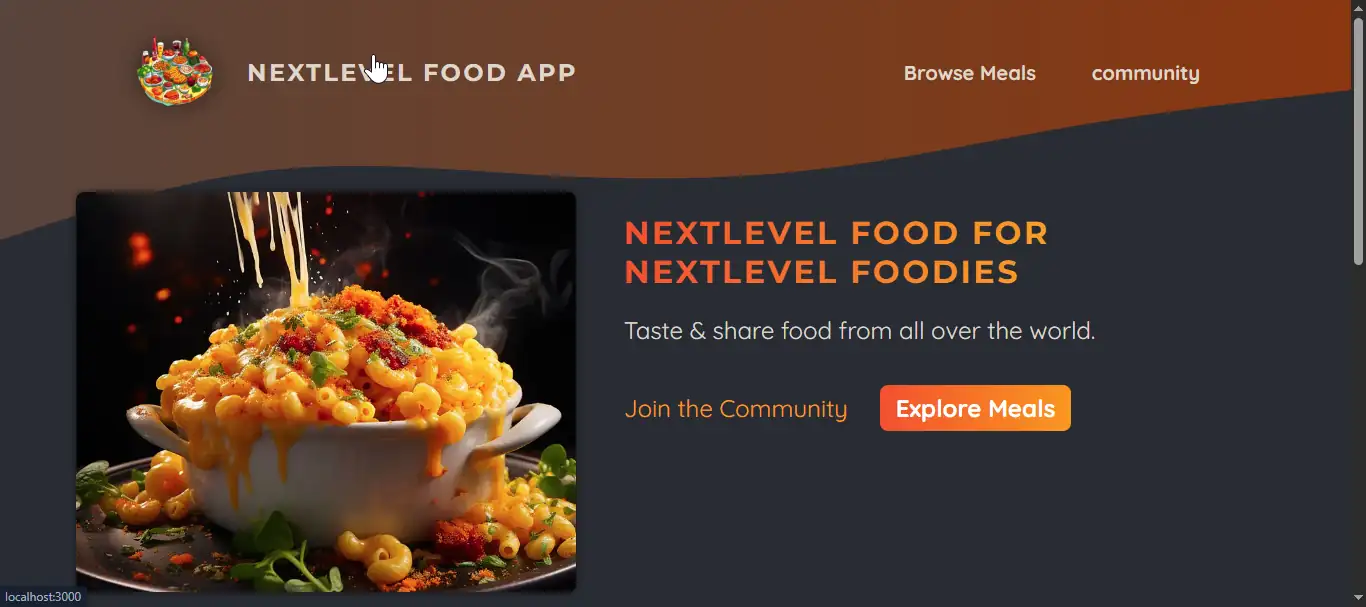 NEXTLEVEL FOOD APP
Browse Meals
community
NEXTLEVEL FOOD FOR
NEXTLEVEL FOODIES
Taste & share food from all over the world.
Join the Community
Explore Meals
localhost:3000